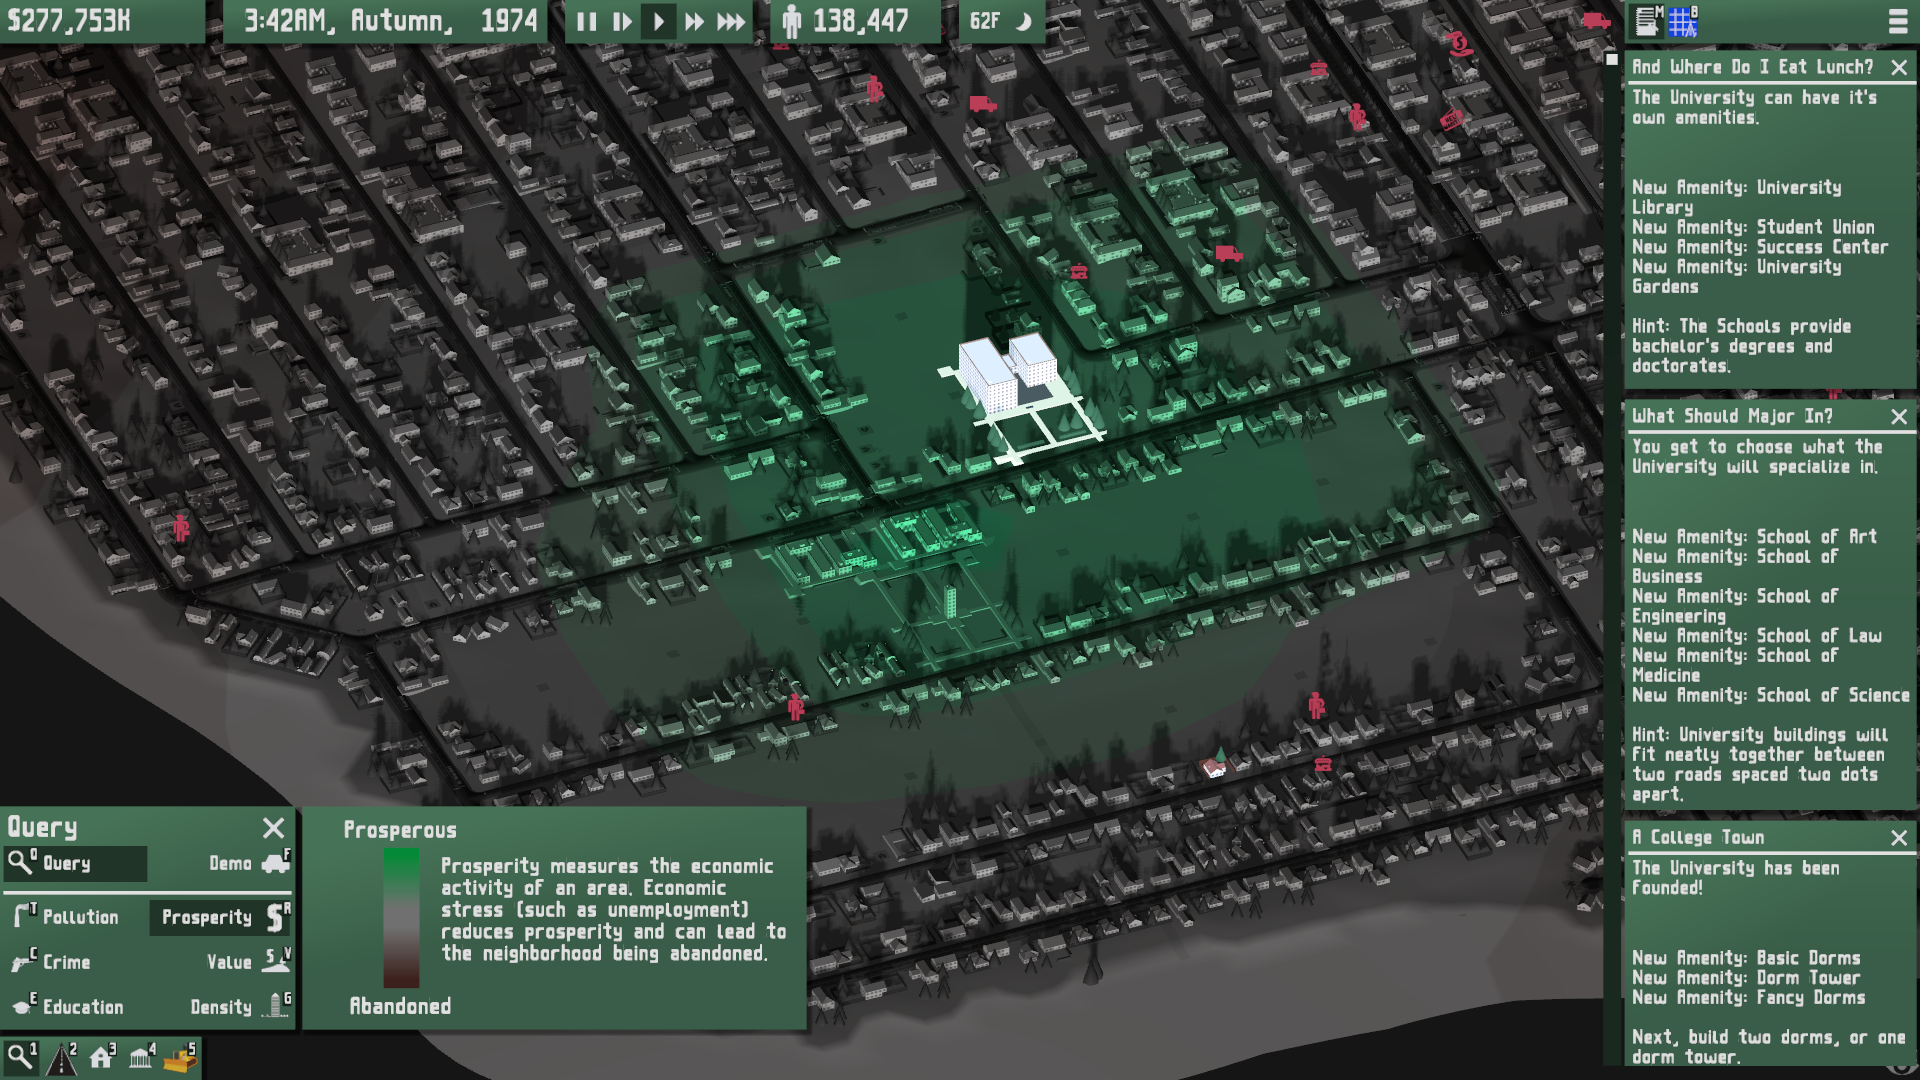 $277,753K
3:42AM, Autumn, 1974
138,447
62F
M
B
And Where Do I Eat Lunch?
The University can have it's
own amenities.
New Amenity: University
Library
New Amenity: Student Union
New Amenity: Success Center
New Amenity: University
Gardens
Hint: The Schools provide
bachelor's degrees and
doctorates.
What Should Major In?
You get to choose what the
University will specialize in.
New Amenity: School of Art
New Amenity: School of
Business
New Amenity: School of
Engineering
New Amenity: School of Law
New Amenity: School of
Medicine
New Amenity: School of Science
Hint: University buildings will
fit neatly together between
two roads spaced two dots
apart.
A College Town
The University has been
Founded!
New Amenity: Basic Dorms
New Amenity: Dorm Tower
New Amenity: Fancy Dorms
Next, build two dorms, or one
dorm tower.
Query
Q Query
Demo F
T Pollution
Prosperity $ R
C Crime
Value $ V
E Education
Density G
1 2 3 4 5
Prosperous
Prosperity measures the economic
activity of an area. Economic
stress (such as unemployment)
reduces prosperity and can lead to
the neighborhood being abandoned.
Abandoned